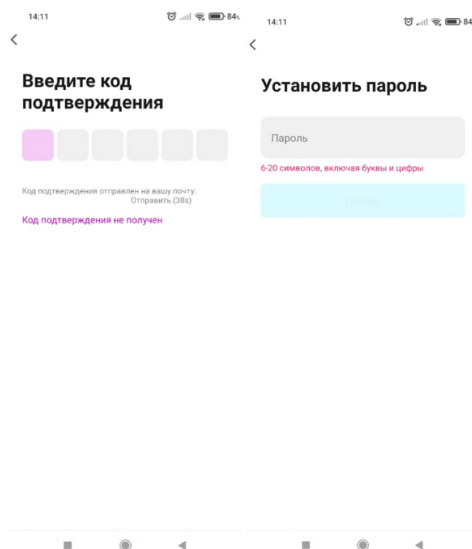 14:11
84%
Введите код
подтверждения
Код подтверждения отправлен на вашу почту:
Отправить (38s)
Код подтверждения не получен
14:11
84
Установить пароль
Пароль
6-20 символов, включая буквы и цифры